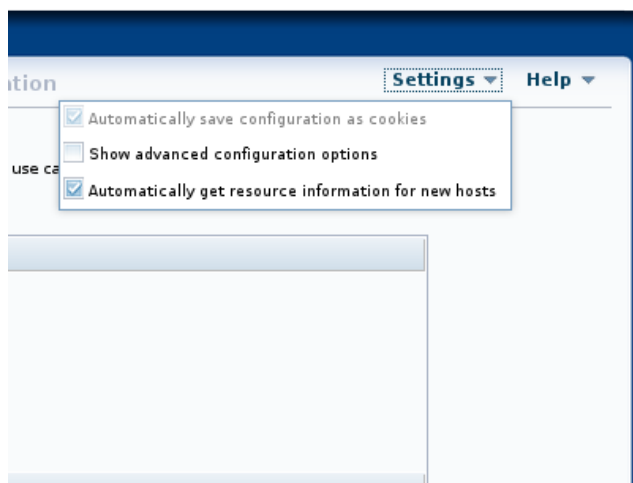 ation
Settings
Help
Automatically save configuration as cookies
Show advanced configuration options
use ca
Automatically get resource information for new hosts